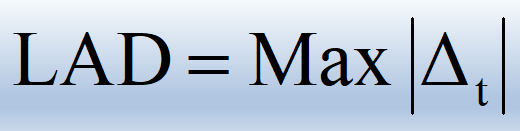 LAD = Max |Δₜ|